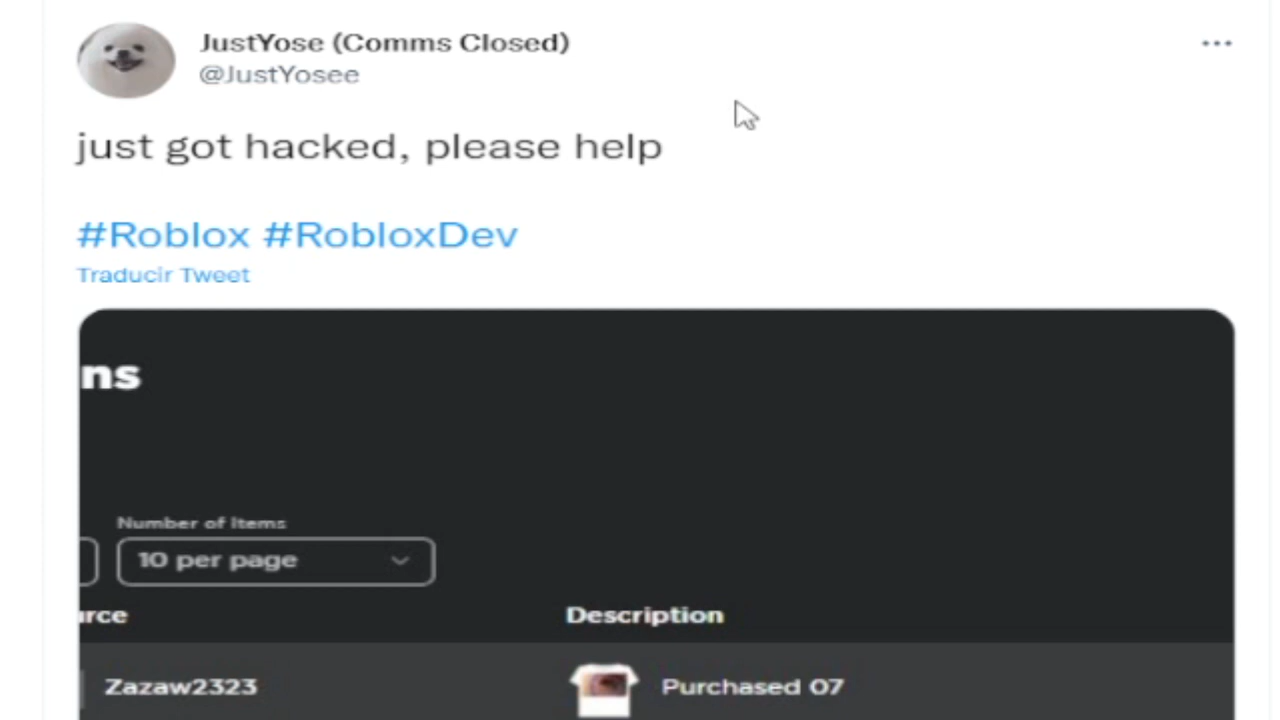 JustYose (Comms Closed)
@JustYosee
just got hacked, please help
#Roblox #RobloxDev
Traducir Tweet
ns
Number of Items
10 per page
urce Description
Zazaw2323 Purchased 07